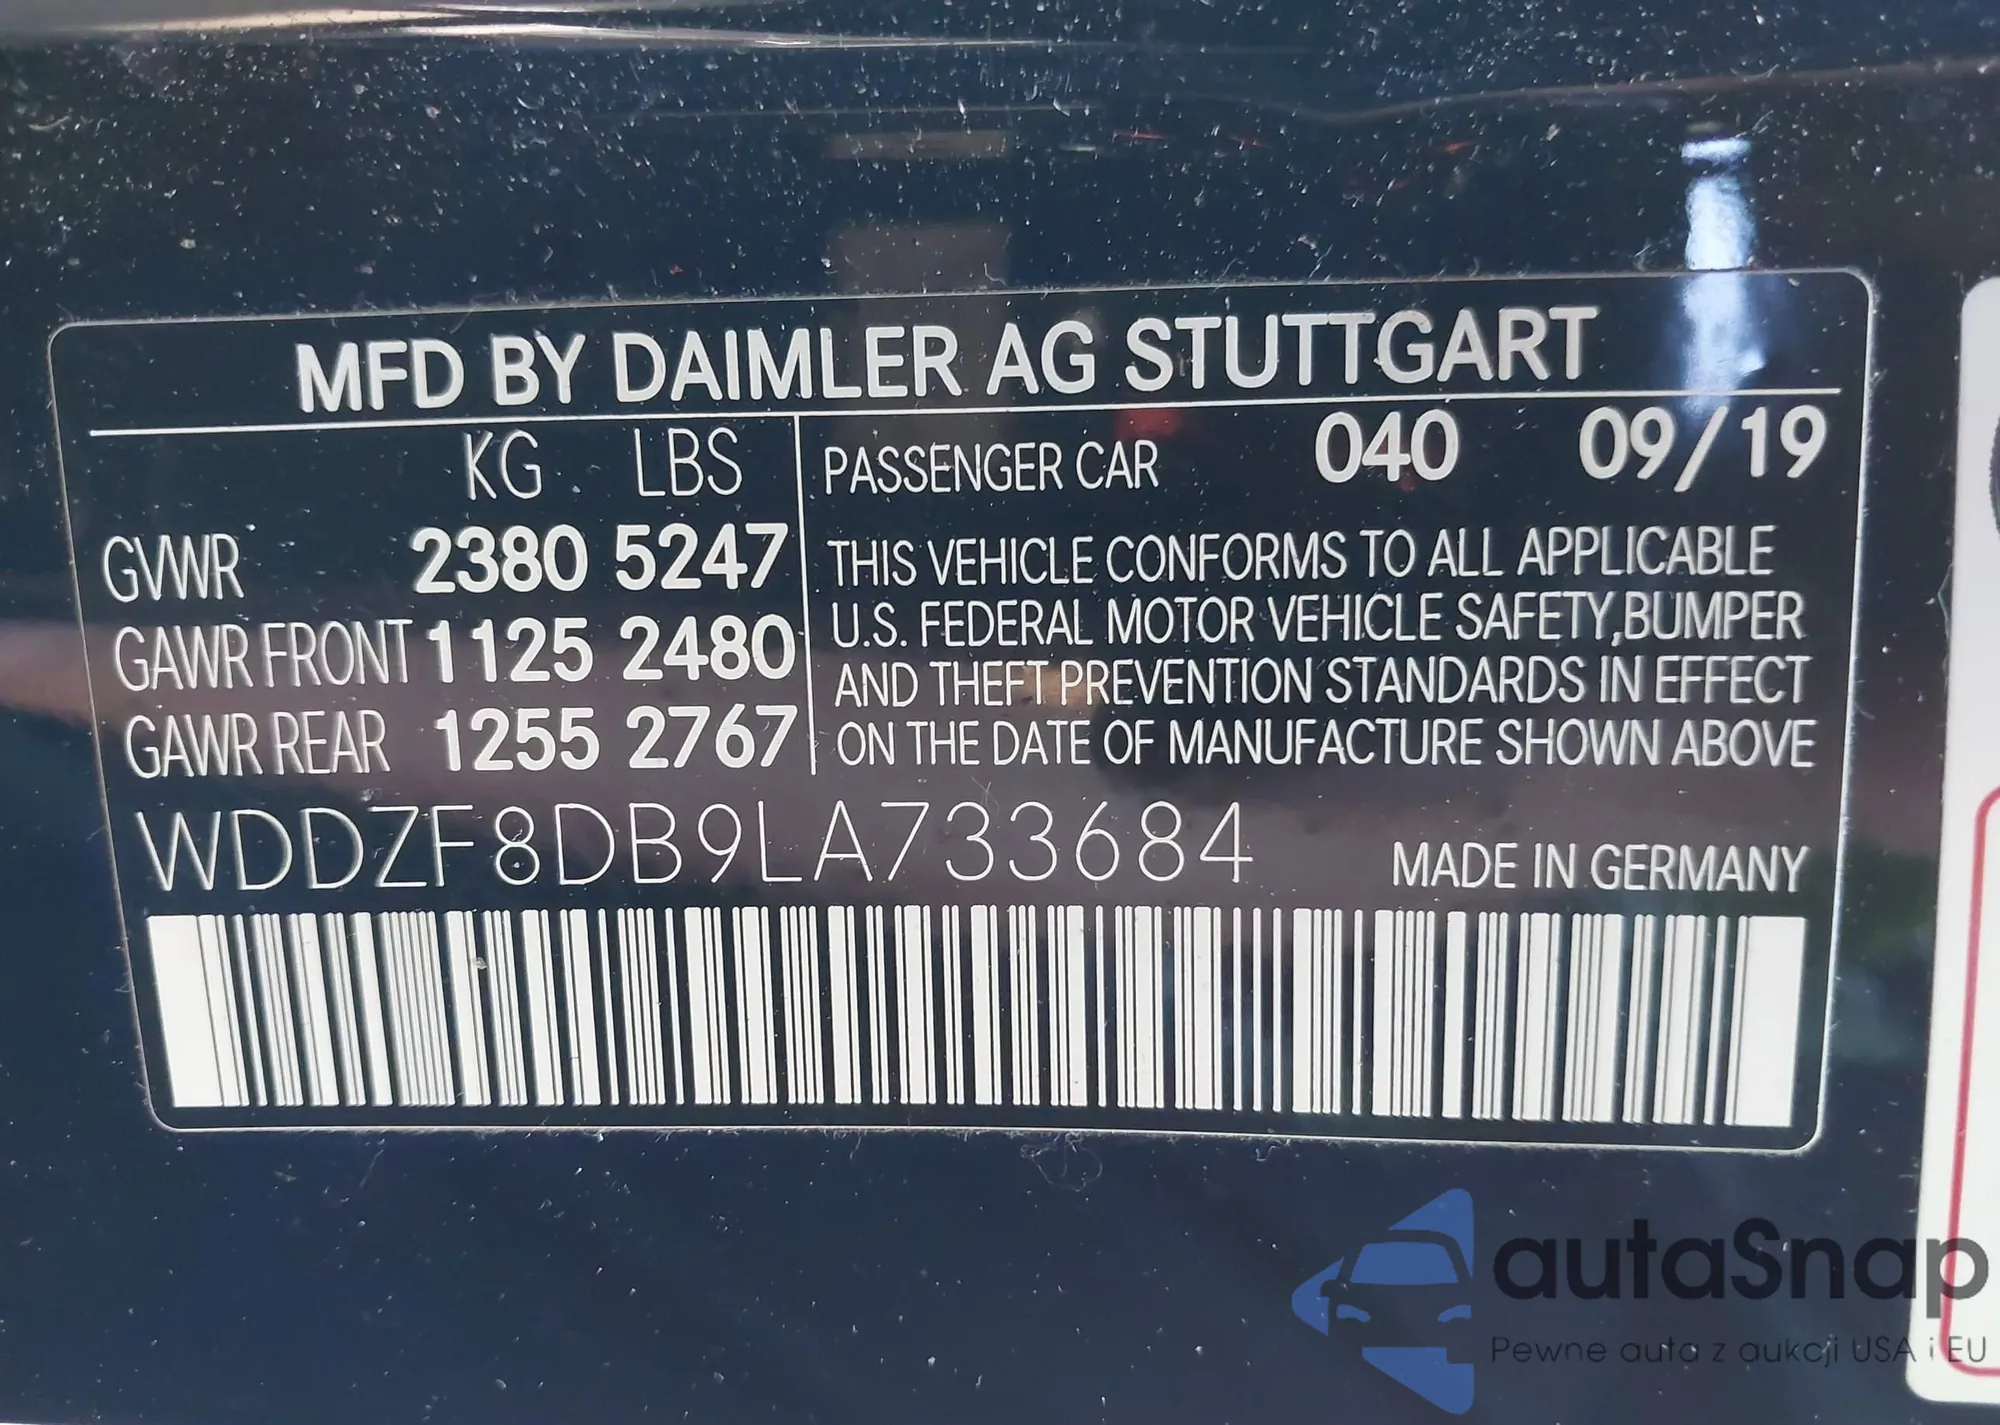 MFD BY DAIMLER AG STUTTGART
KG LBS
GVWR 2380 5247
GAWR FRONT 1125 2480
GAWR REAR 1255 2767
PASSENGER CAR 040 09/19
THIS VEHICLE CONFORMS TO ALL APPLICABLE
U.S. FEDERAL MOTOR VEHICLE SAFETY,BUMPER
AND THEFT PREVENTION STANDARDS IN EFFECT
ON THE DATE OF MANUFACTURE SHOWN ABOVE
WDDZF8DB9LA733684
MADE IN GERMANY
autaSnap
Pewne auta z aukcji USA i EU